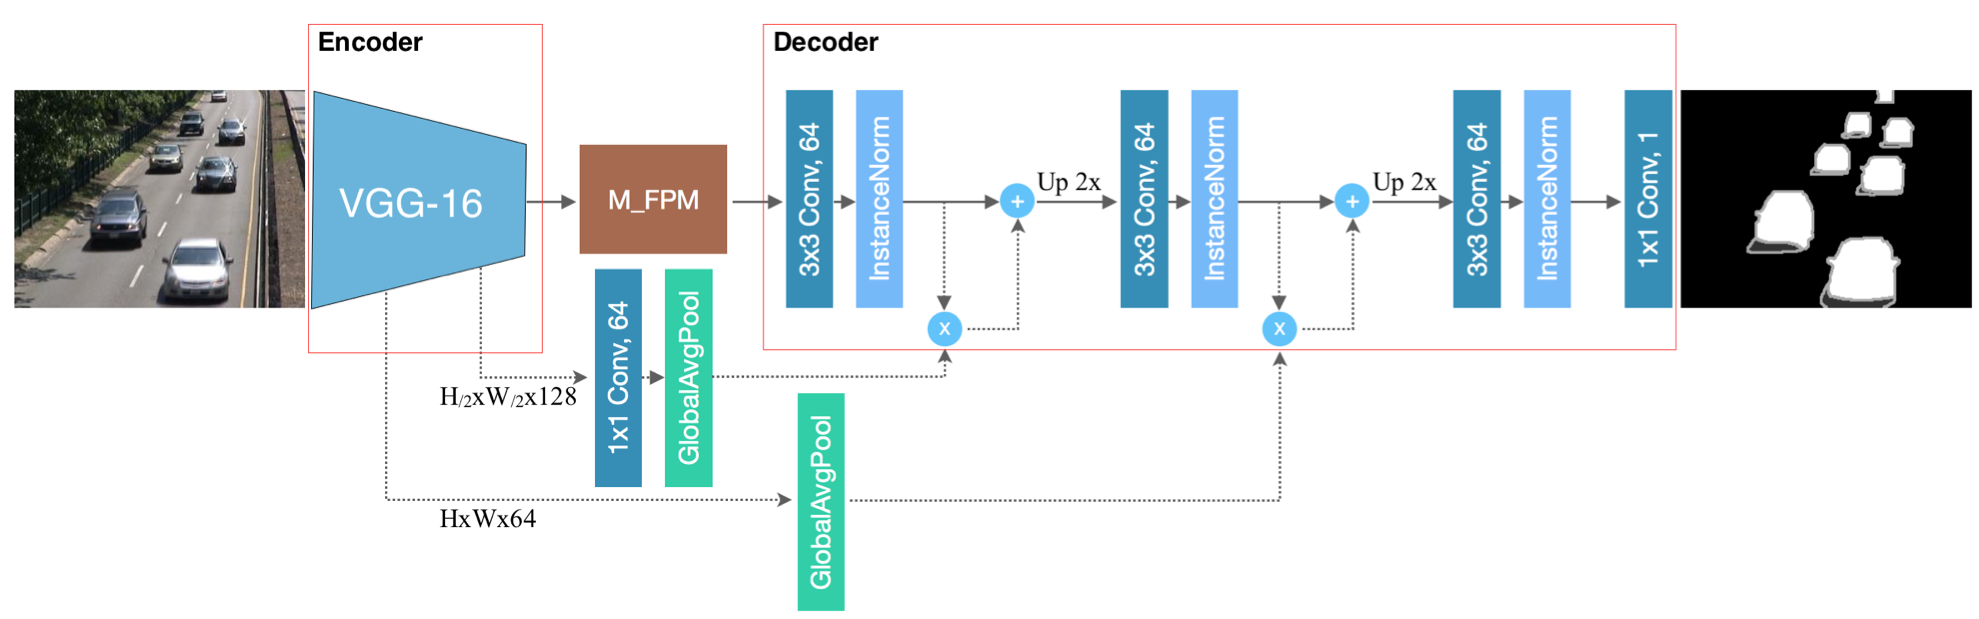 Encoder
Decoder
VGG-16
M_FPM
3x3 Conv, 64
InstanceNorm
+
Up 2x
3x3 Conv, 64
InstanceNorm
+
Up 2x
3x3 Conv, 64
InstanceNorm
1x1 Conv, 1
x
x
H/2xW/2x128
1x1 Conv, 64
GlobalAvgPool
HxWx64
GlobalAvgPool